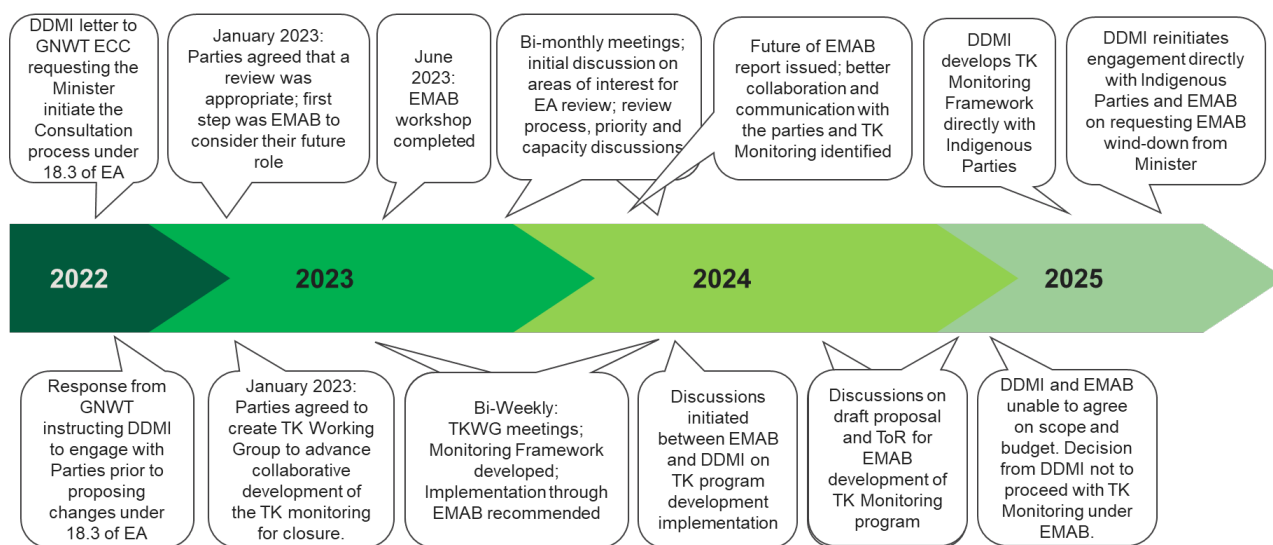 DDMI letter to
GNWT ECC
requesting the
Minister
initiate the
Consultation
process under
18.3 of EA
January 2023:
Parties agreed that a
review was
appropriate; first
step was EMAB to
consider their future
role
June
2023:
EMAB
workshop
completed
Bi-monthly meetings;
initial discussion on
areas of interest for
EA review; review
process, priority and
capacity discussions
Future of EMAB
report issued; better
collaboration and
communication with
the parties and TK
Monitoring identified
DDMI
develops TK
Monitoring
Framework
directly with
Indigenous
Parties
DDMI reinitiates
engagement directly
with Indigenous
Parties and EMAB
on requesting EMAB
wind-down from
Minister
2022
2023
2024
2025
Response from
GNWT
instructing DDMI
to engage with
Parties prior to
proposing
changes under
18.3 of EA
January 2023:
Parties agreed to
create TK Working
Group to advance
collaborative
development of
the TK monitoring
for closure.
Bi-Weekly:
TKWG meetings;
Monitoring Framework
developed;
Implementation through
EMAB recommended
Discussions
initiated
between EMAB
and DDMI on
TK program
development
implementation
Discussions on
draft proposal
and ToR for
EMAB
development of
TK Monitoring
program
DDMI and EMAB
unable to agree
on scope and
budget. Decision
from DDMI not to
proceed with TK
Monitoring under
EMAB.